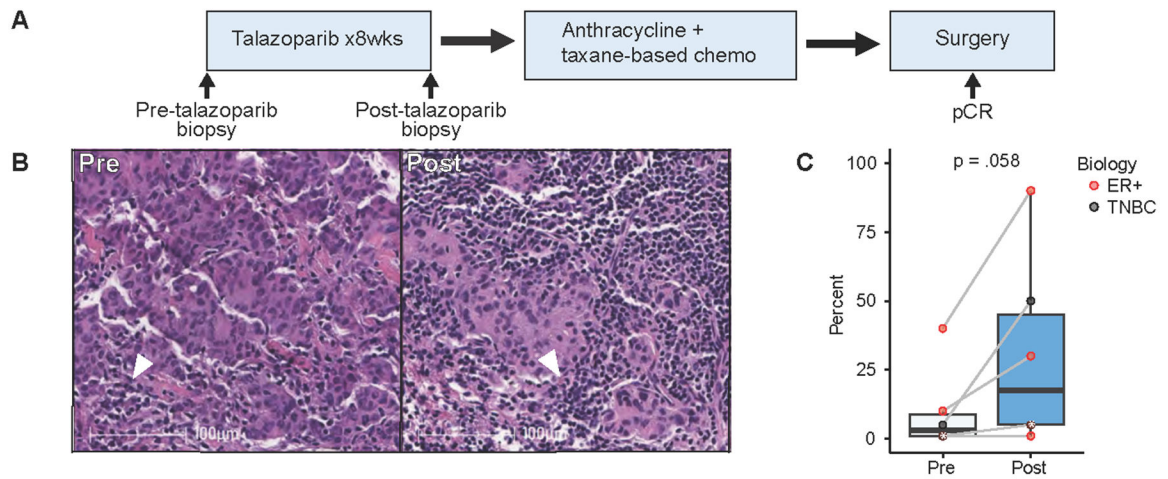 A
Talazoparib x8wks
Anthracycline +
taxane-based chemo
Surgery
Pre-talazoparib
biopsy
Post-talazoparib
biopsy
pCR
B
Pre
Post
100µm
100µm
C
p = .058
Biology
ER+
TNBC
Percent
100
75
50
25
0
Pre
Post